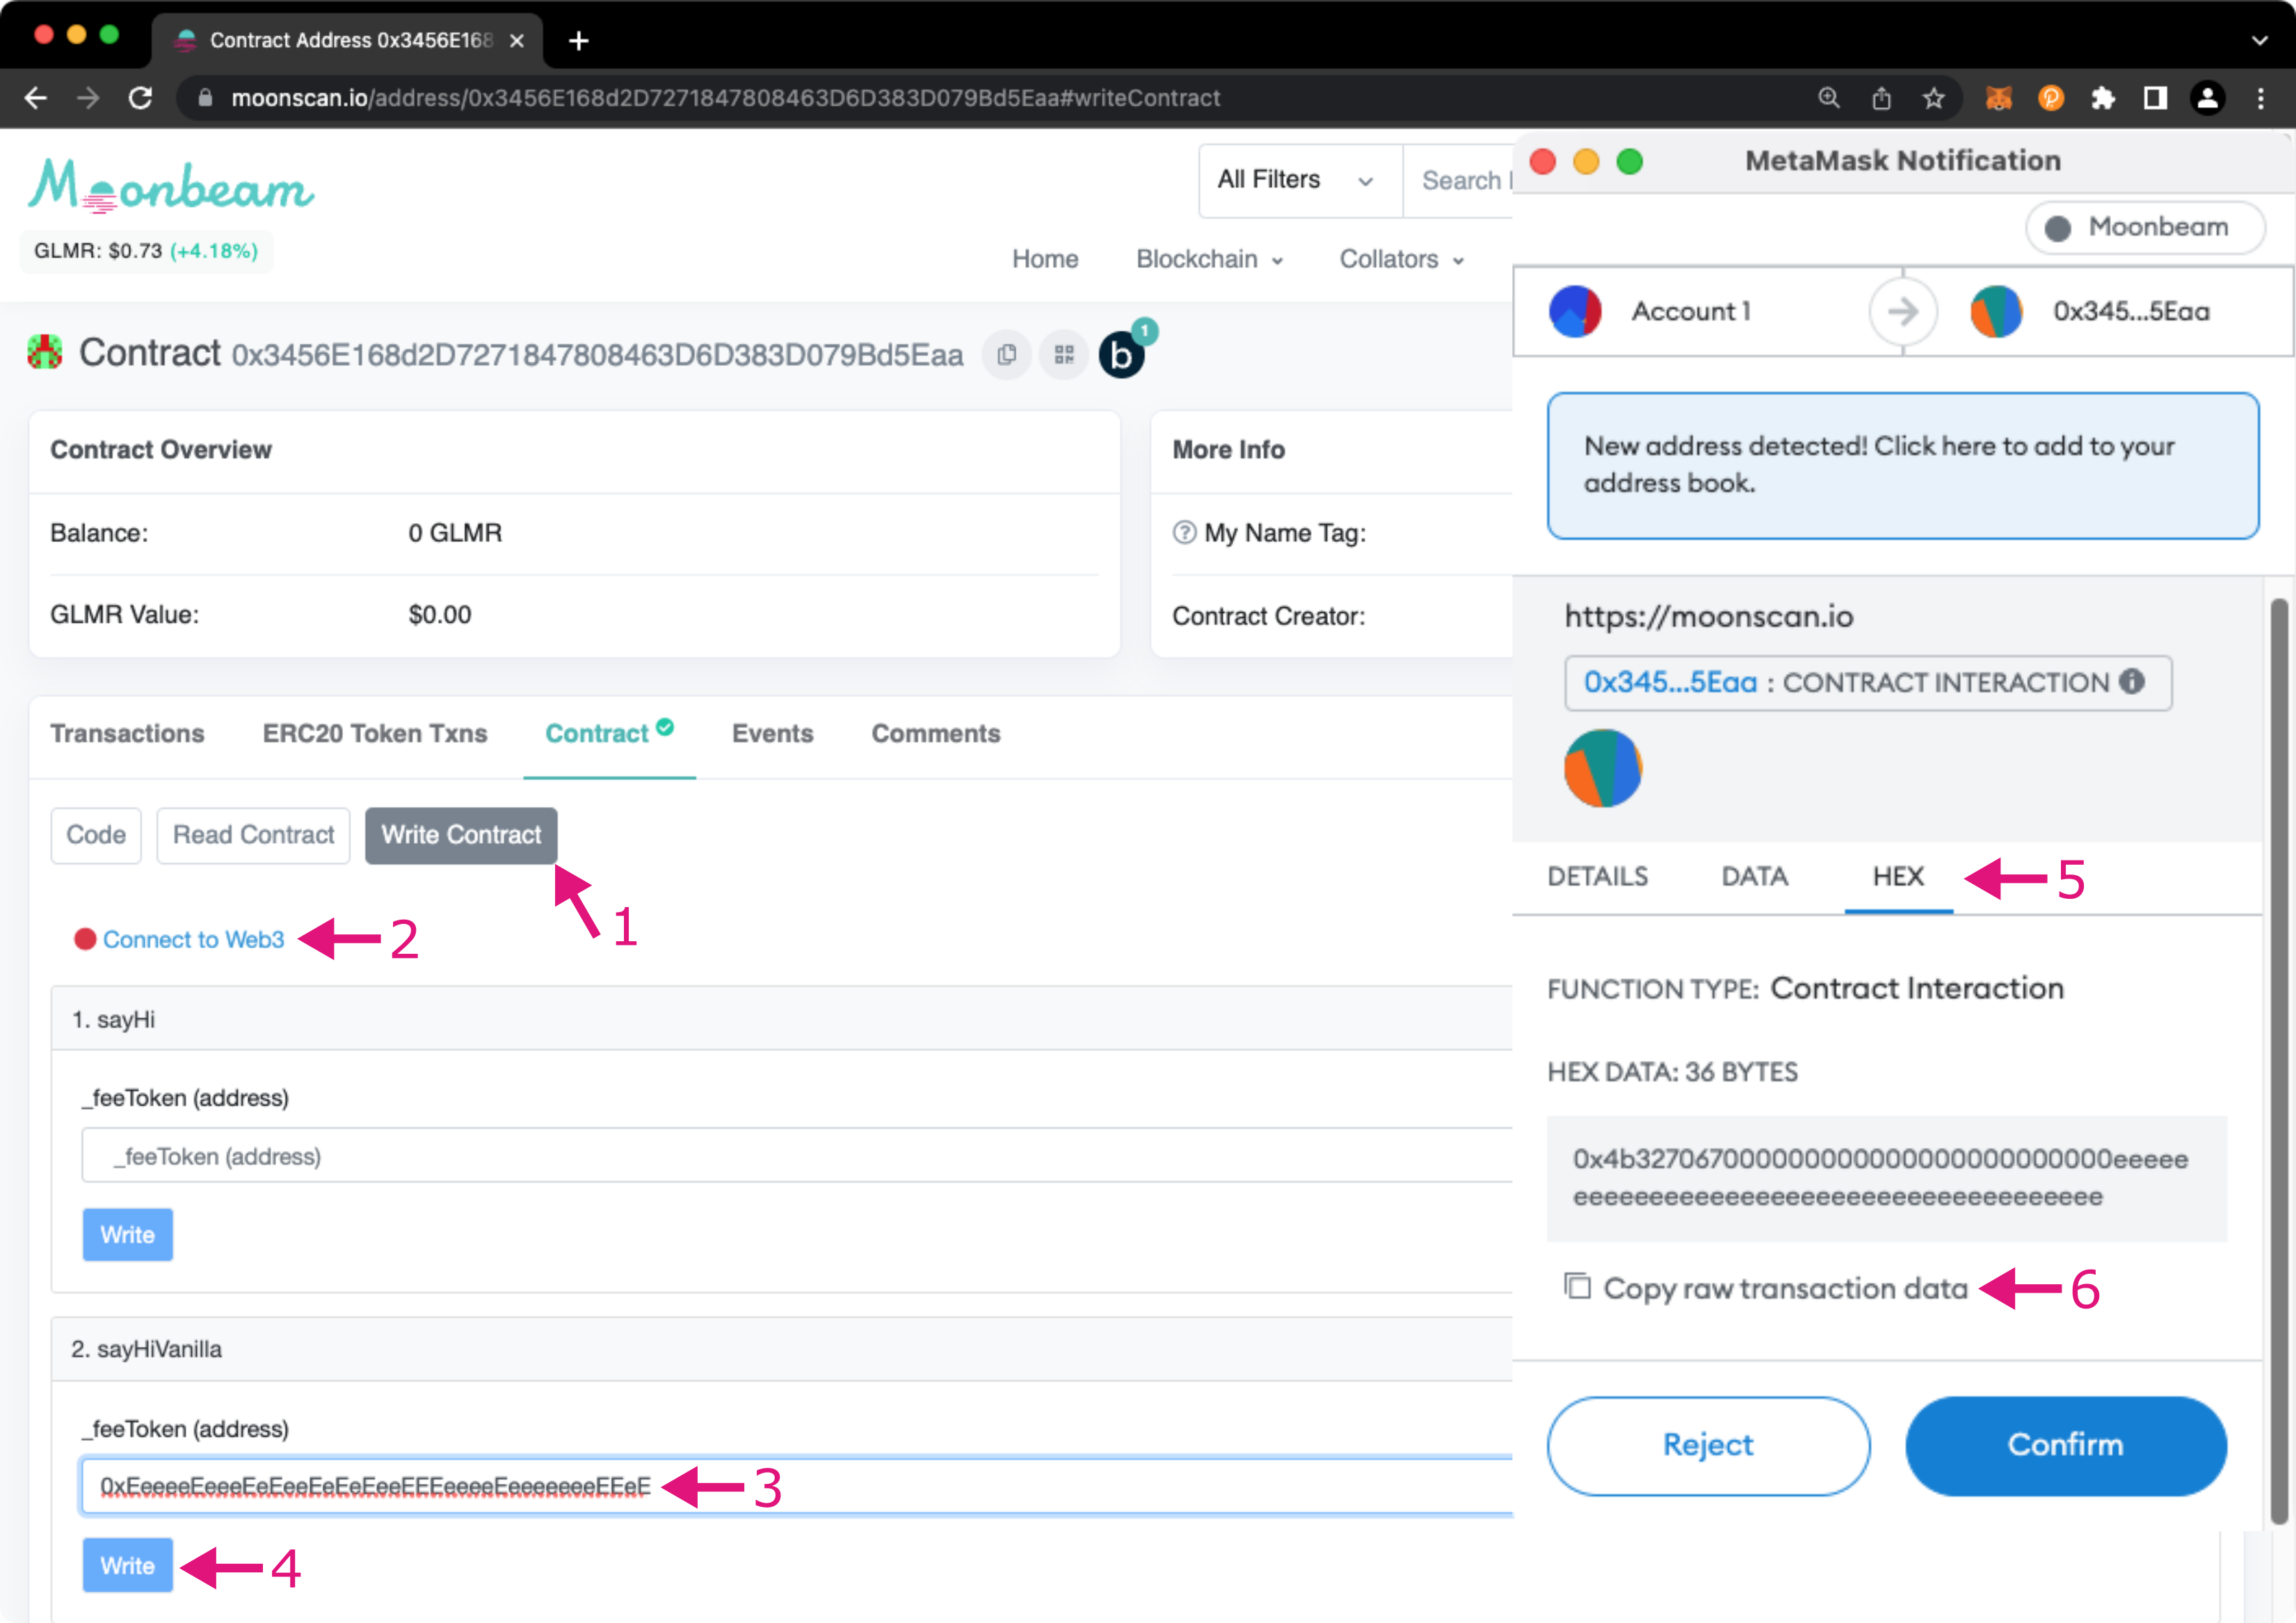 Contract Address 0x3456E168
moonscan.io/address/0x3456E168d2D7271847808463D6D383D079Bd5Eaa#writeContract
Moonbeam
All Filters
Search
GLMR: $0.73 (+4.18%)
Home Blockchain Collators
Contract 0x3456E168d2D7271847808463D6D383D079Bd5Eaa
b
1
Contract Overview
Balance: 0 GLMR
GLMR Value: $0.00
More Info
My Name Tag:
Contract Creator:
Transactions ERC20 Token Txns Contract Events Comments
Code Read Contract Write Contract
1
Connect to Web3
2
1. sayHi
_feeToken (address)
_feeToken (address)
Write
2. sayHiVanilla
_feeToken (address)
3
Write
4
MetaMask Notification
Moonbeam
Account 1
0x345...5Eaa
New address detected! Click here to add to your
address book.
https://moonscan.io
0x345...5Eaa : CONTRACT INTERACTION
DETAILS DATA HEX
5
FUNCTION TYPE: Contract Interaction
HEX DATA: 36 BYTES
Copy raw transaction data
6
Reject
Confirm